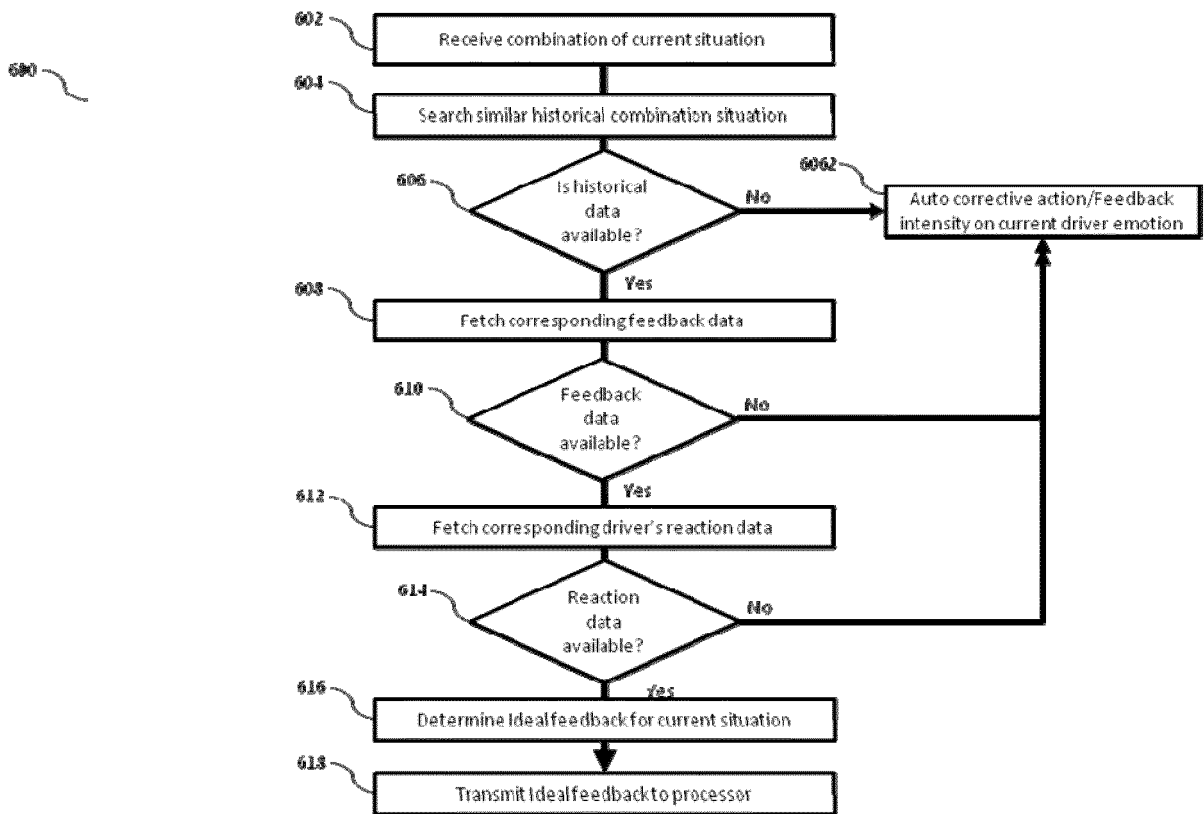 602
Receive combination of current situation
600
604
Search similar historical combination situation
606
Is historical
data
available?
No
6062
Auto corrective action/Feedback
intensity on current driver emotion
Yes
608
Fetch corresponding feedback data
610
Feedback
data
available?
No
Yes
612
Fetch corresponding driver's reaction data
614
Reaction
data
available?
No
Yes
616
Determine Ideal feedback for current situation
618
Transmit Ideal feedback to processor